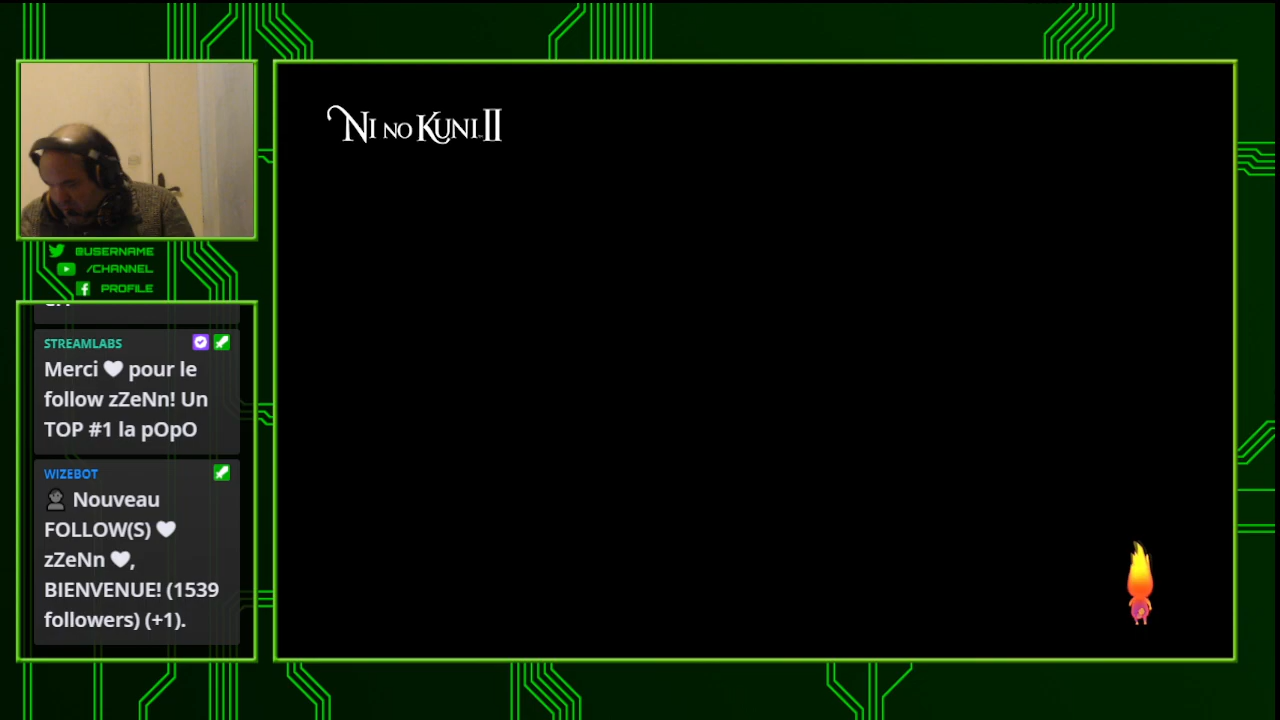 NI NO KUNI II
@USERNAME
/CHANNEL
PROFILE
STREAMLABS
Merci 🤍 pour le
follow zZeNn! Un
TOP #1 la pOpO
WIZEBOT
👤 Nouveau
FOLLOW(S) 🤍
zZeNn 🤍,
BIENVENUE! (1539
followers) (+1).